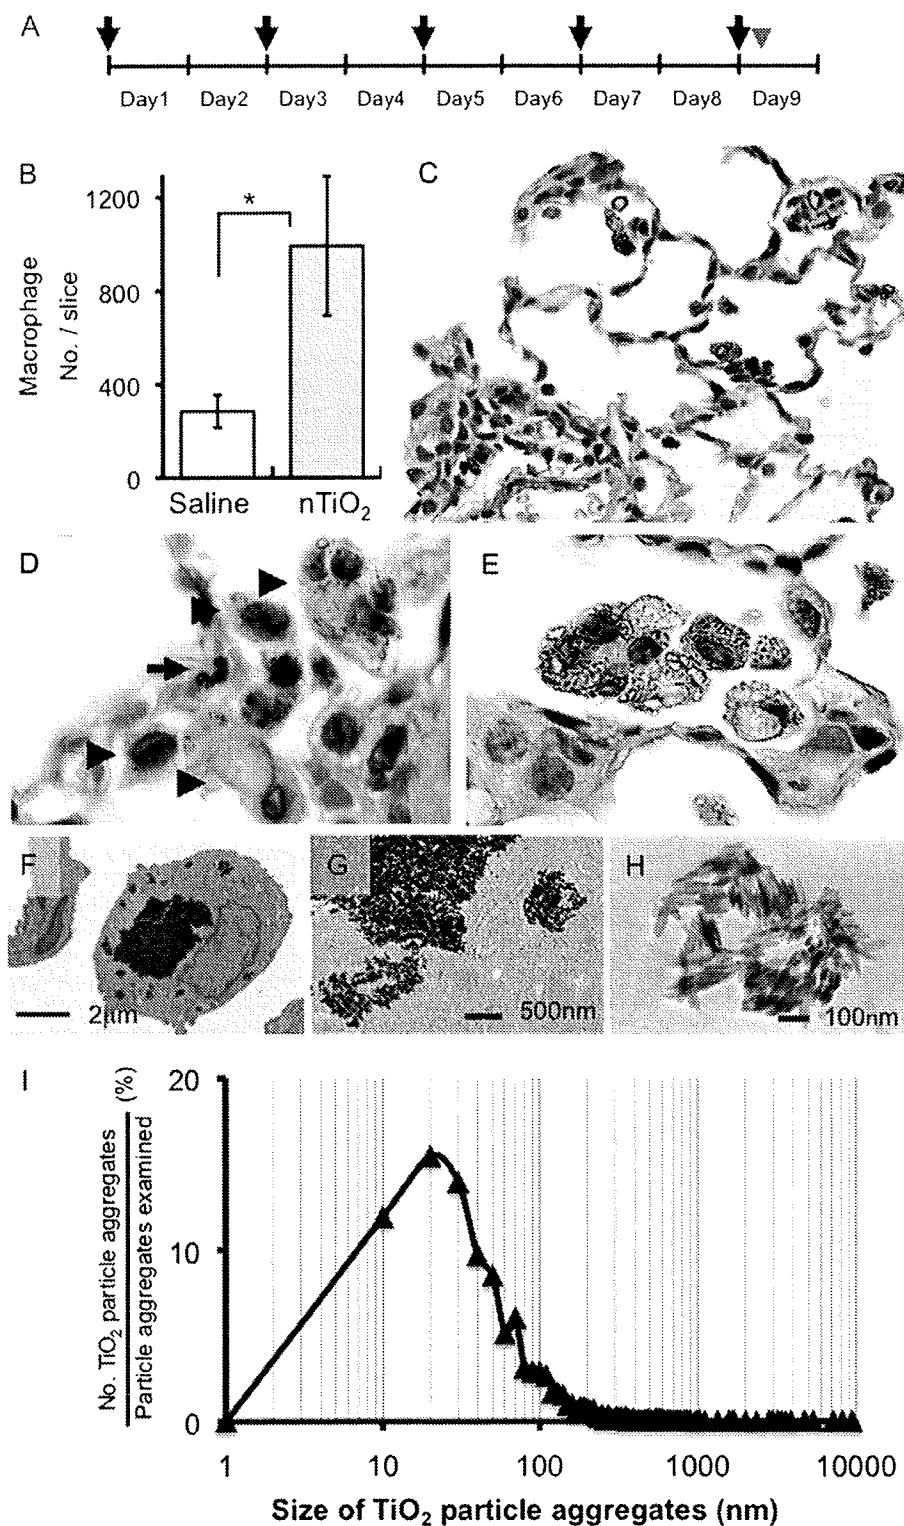 A
Day1 Day2 Day3 Day4 Day5 Day6 Day7 Day8 Day9
B
Macrophage
No. / slice
1200
800
400
0
*
Saline nTiO₂
C
D
E
F
2µm
G
500nm
H
100nm
I
No. TiO₂ particle aggregates
Particle aggregates examined
(%)
20
10
0
1 10 100 1000 10000
Size of TiO₂ particle aggregates (nm)